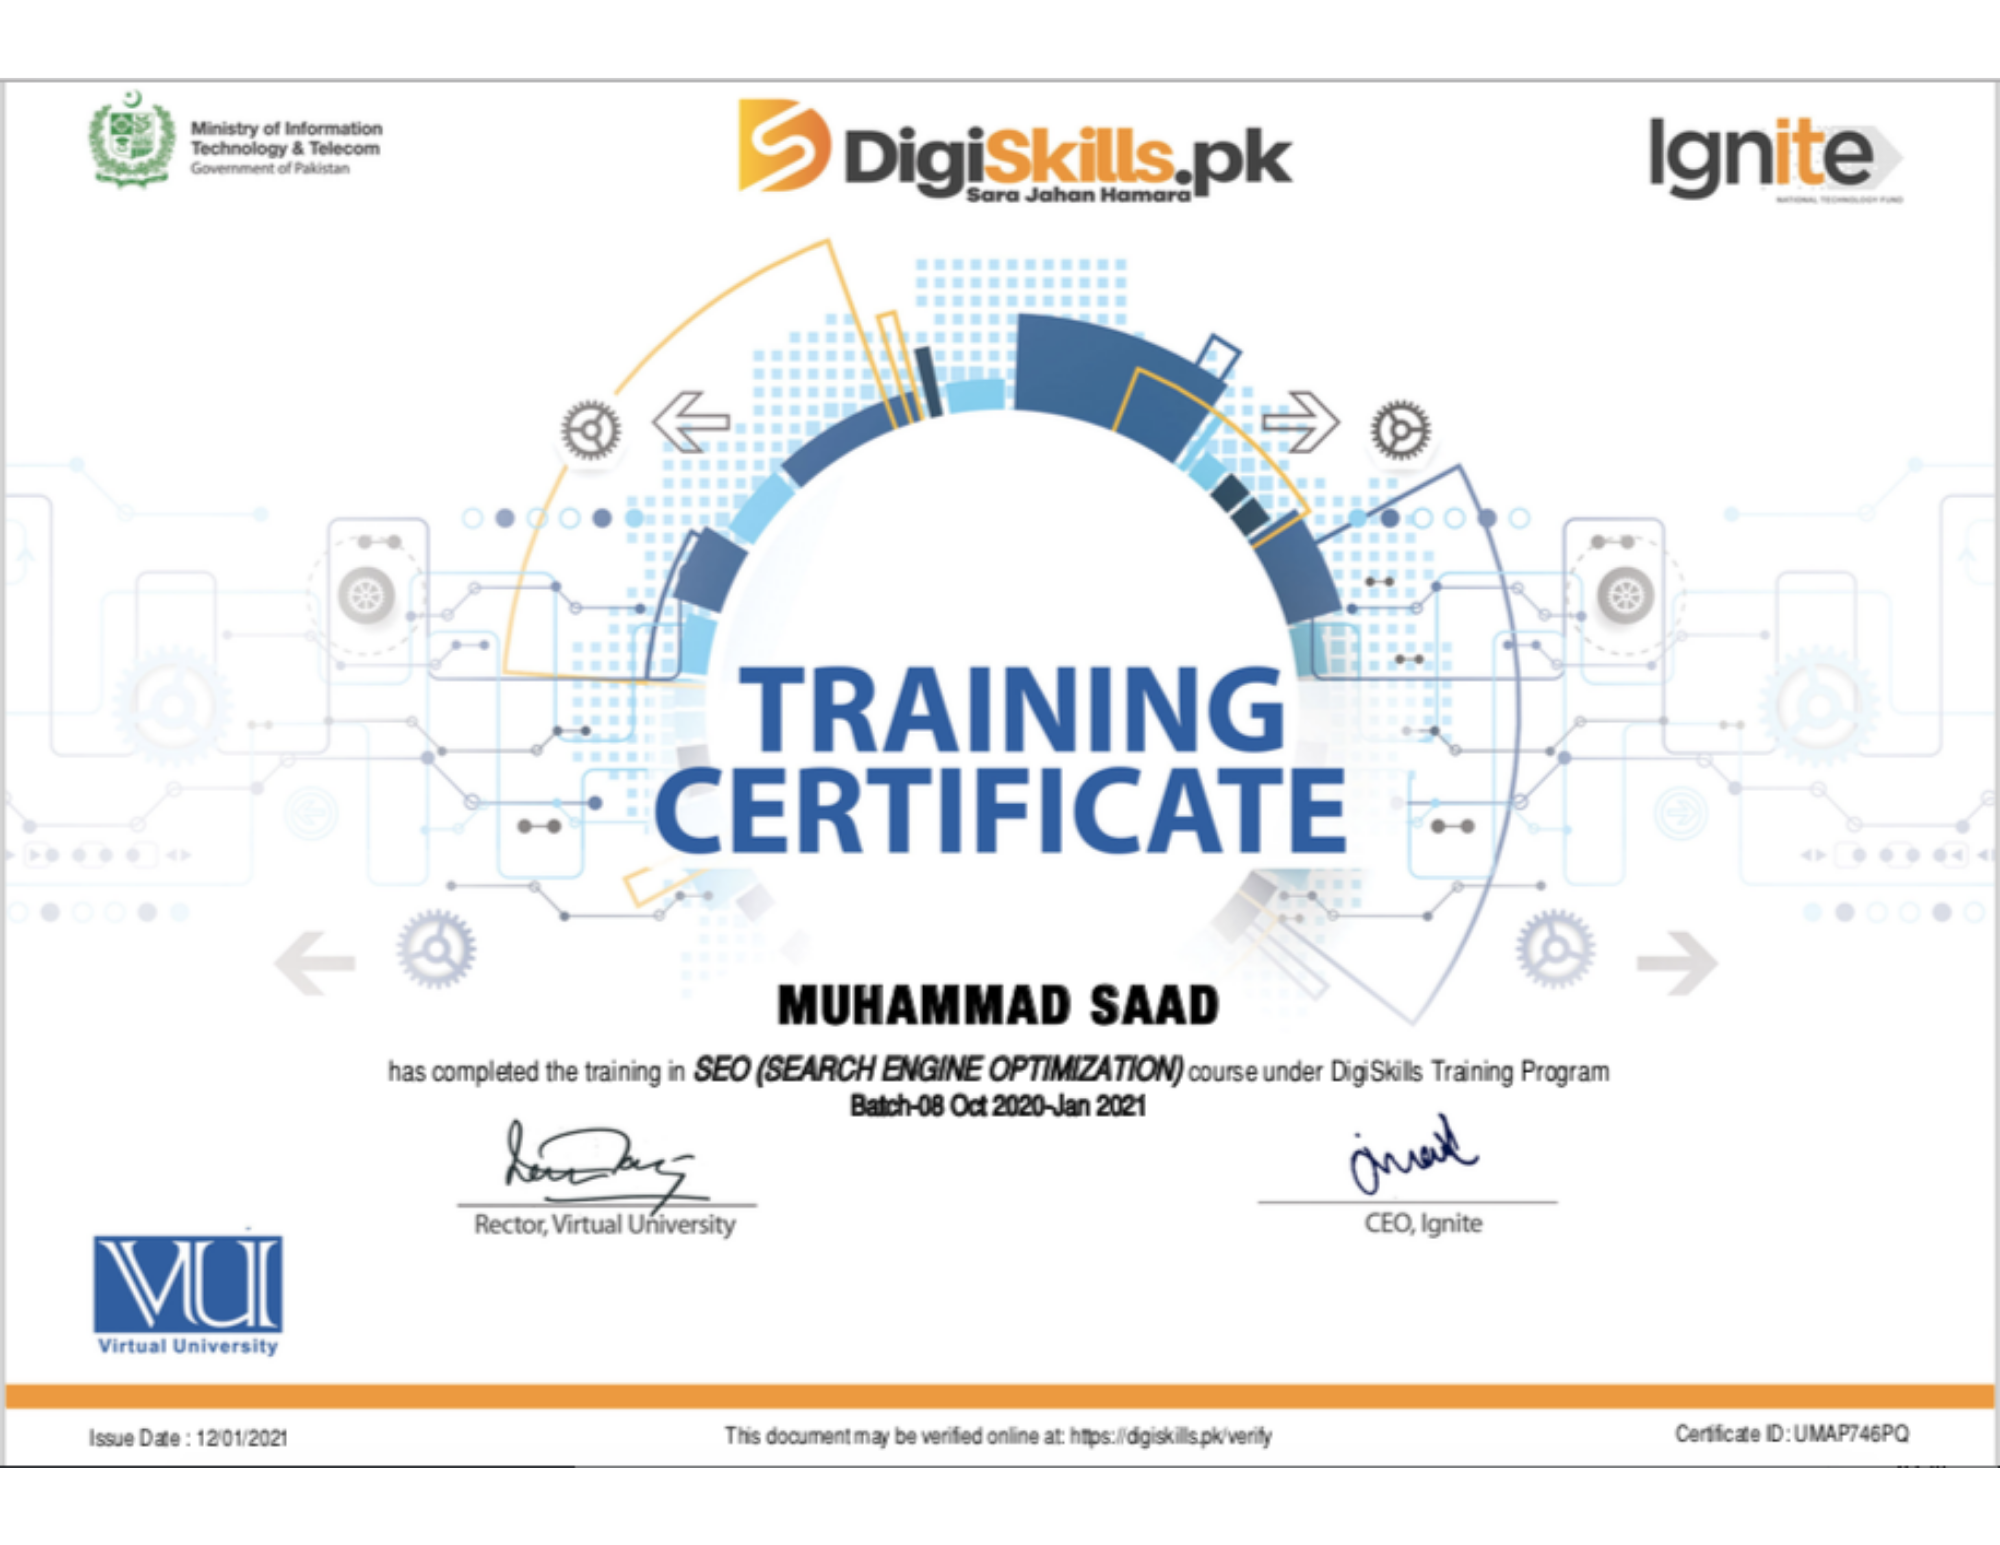 Ministry of Information
Technology & Telecom
Government of Pakistan
DigiSkills.pk
Sara Jahan Hamara
Ignite
NATIONAL TECHNOLOGY FUND
TRAINING
CERTIFICATE
MUHAMMAD SAAD
has completed the training in SEO (SEARCH ENGINE OPTIMIZATION) course under DigiSkills Training Program
Batch-08 Oct 2020-Jan 2021
Rector, Virtual University
CEO, Ignite
VU
Virtual University
Issue Date : 12/01/2021
This document may be verified online at: https://digiskills.pk/verify
Certificate ID: UMAP746PQ